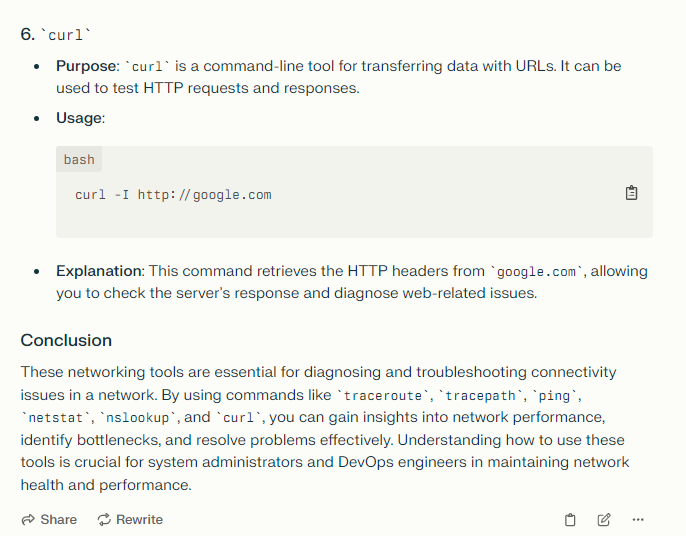 6. `curl`
• Purpose: `curl` is a command-line tool for transferring data with URLs. It can be
used to test HTTP requests and responses.
• Usage:
bash
curl -I http://google.com
• Explanation: This command retrieves the HTTP headers from `google.com`, allowing
you to check the server's response and diagnose web-related issues.
Conclusion
These networking tools are essential for diagnosing and troubleshooting connectivity
issues in a network. By using commands like `traceroute`, `tracepath`, `ping`,
`netstat`, `nslookup`, and `curl`, you can gain insights into network performance,
identify bottlenecks, and resolve problems effectively. Understanding how to use these
tools is crucial for system administrators and DevOps engineers in maintaining network
health and performance.
Share Rewrite